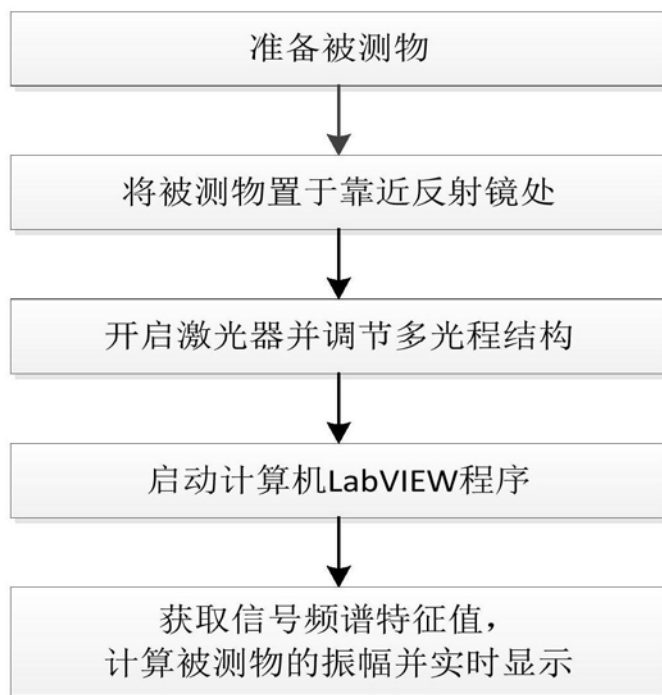 准备被测物
将被测物置于靠近反射镜处
开启激光器并调节多光程结构
启动计算机LabVIEW程序
获取信号频谱特征值，
计算被测物的振幅并实时显示